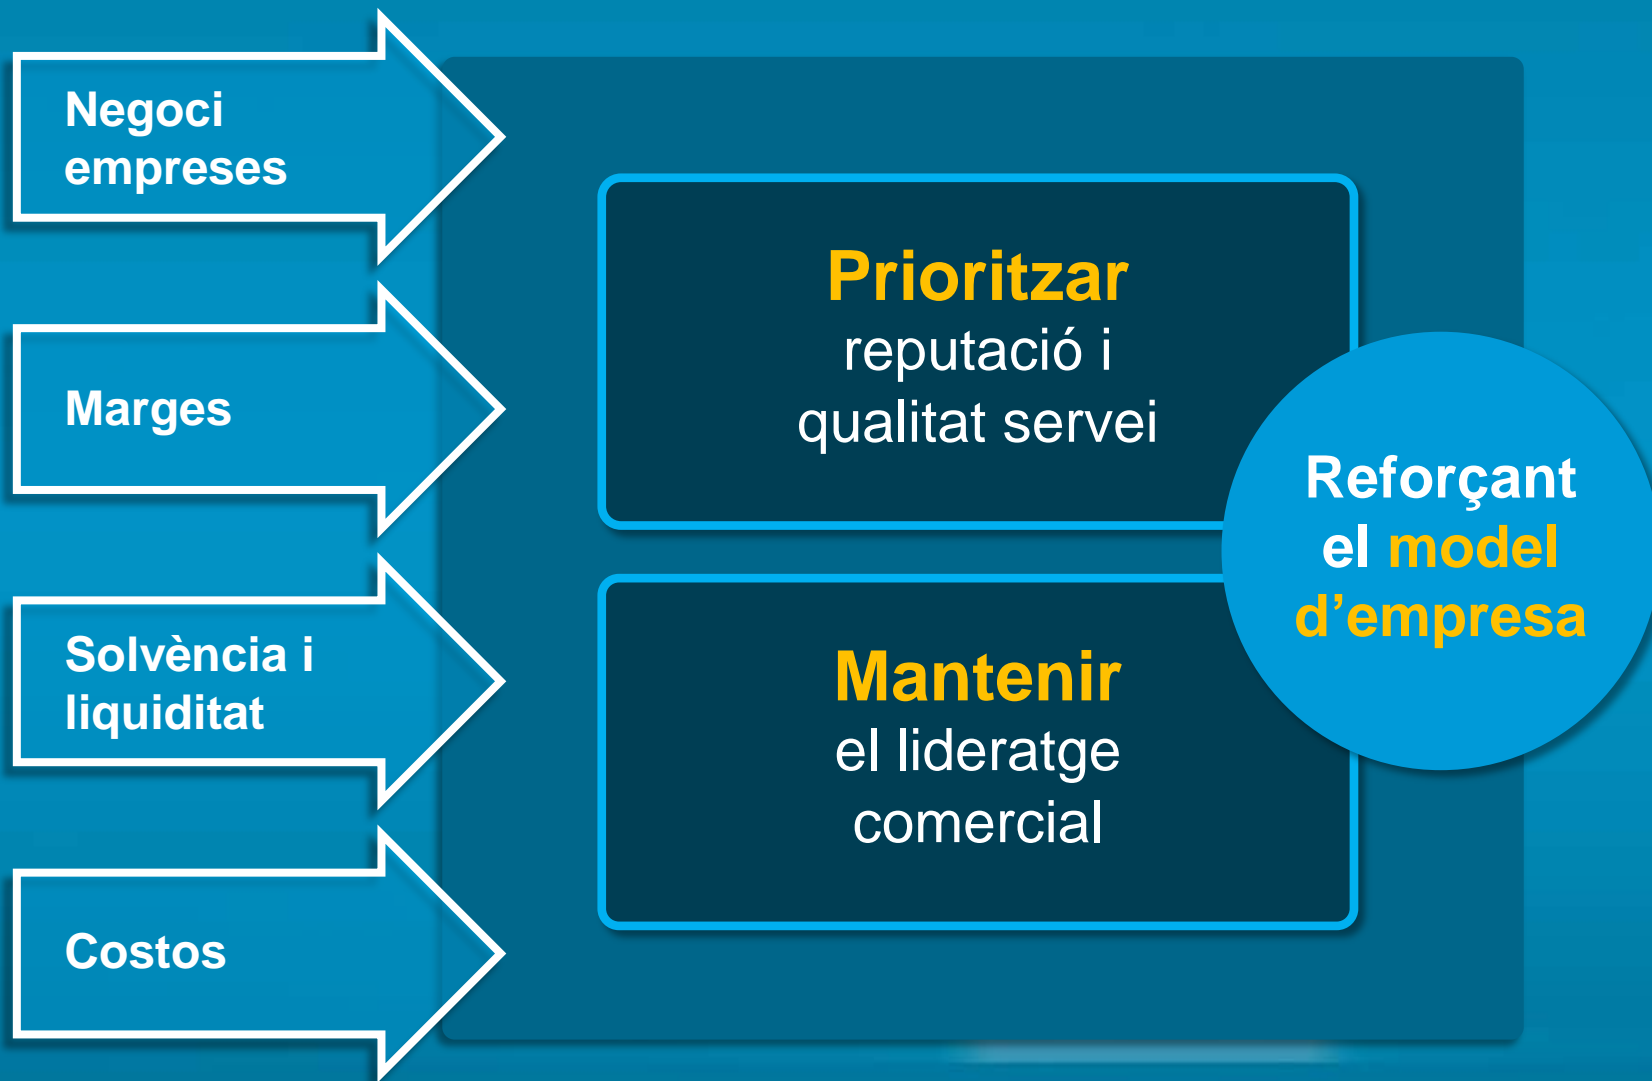 Negoci
empreses
Marges
Solvència i
liquiditat
Costos
Prioritzar
reputació i
qualitat servei
Mantenir
el lideratge
comercial
Reforçant
el model
d’empresa